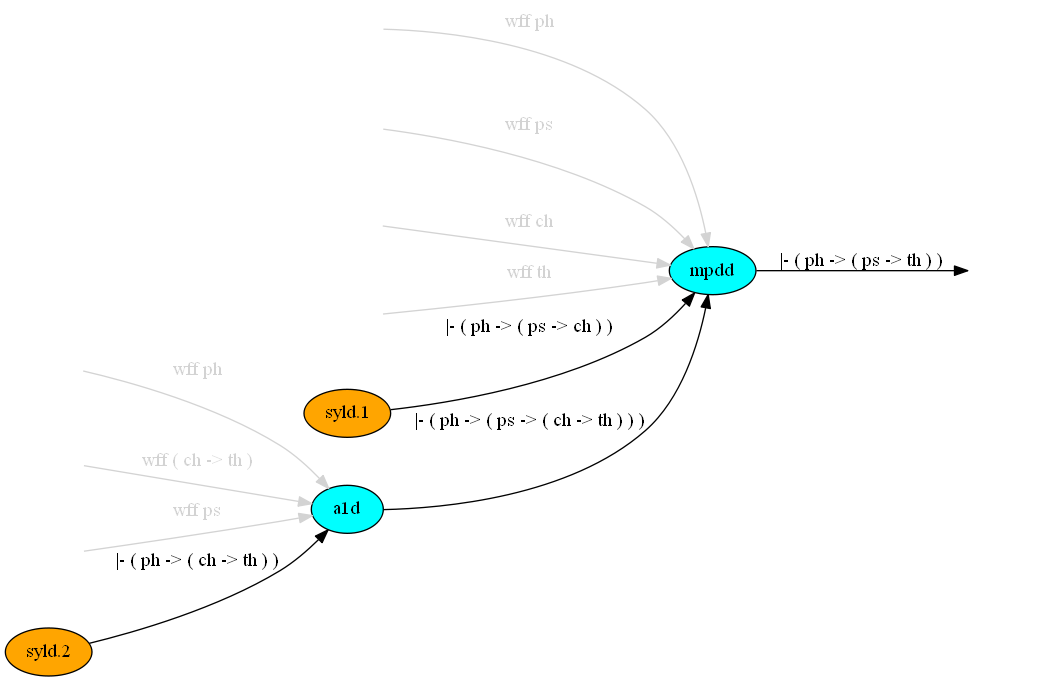 wff ph
wff ps
wff ch
|- ( ph -> ( ps -> th ) )
mpdd
wff th
|- ( ph -> ( ps -> ch ) )
wff ph
syld.1
|- ( ph -> ( ps -> ( ch -> th ) ) )
wff ( ch -> th )
wff ps
a1d
|- ( ph -> ( ch -> th ) )
syld.2